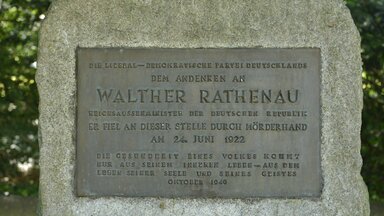 DIE LIBERAL-DEMOKRATISCHE PARTEI DEUTSCHLANDS
DEM ANDENKEN AN
WALTHER RATHENAU
REICHSAUSSENMINISTER DER DEUTSCHEN REPUBLIK
ER FIEL AN DIESER STELLE DURCH MÖRDERHAND
AM 24. JUNI 1922
DIE GESUNDHEIT EINES VOLKES KOMMT
NUR AUS SEINEM INNEREN LEBEN – AUS DEM
LEBEN SEINER SEELE UND SEINES GEISTES
OKTOBER 1946